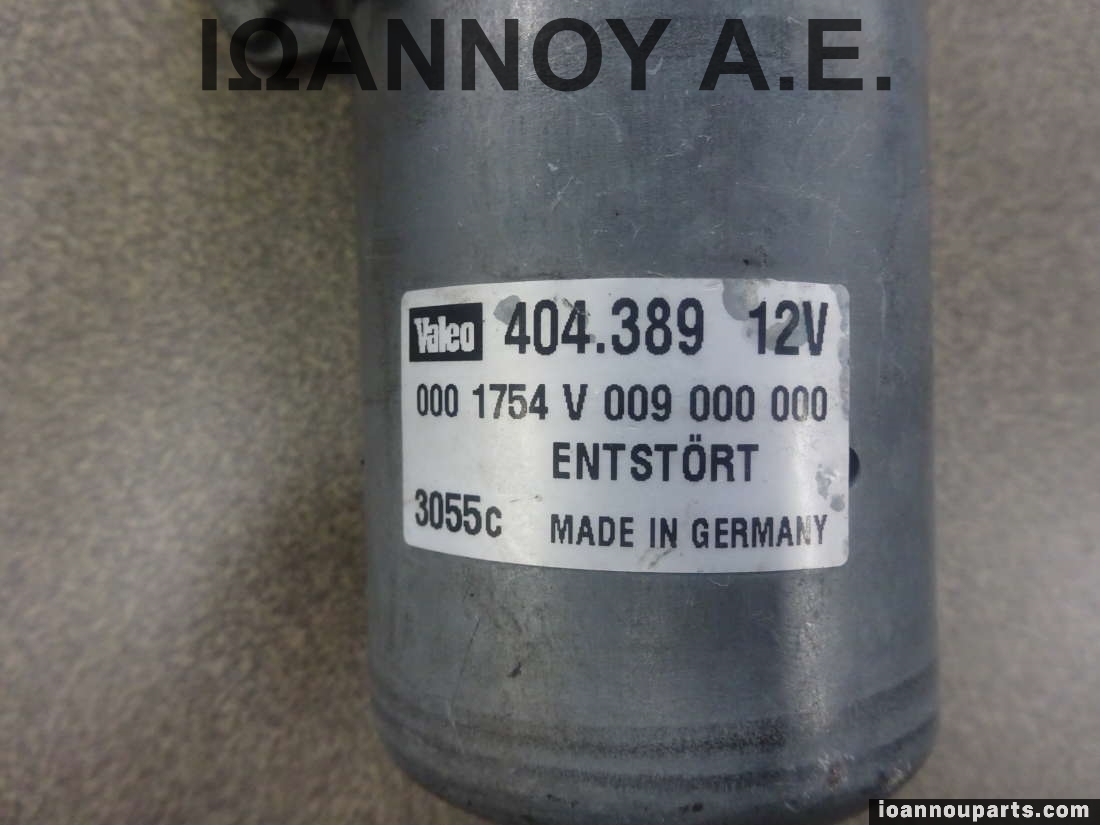 ΙΩΑΝΝΟΥ Α.Ε.
Valeo 404.389 12V
000 1754 V 009 000 000
ENTSTÖRT
3055c MADE IN GERMANY
ioannouparts.com